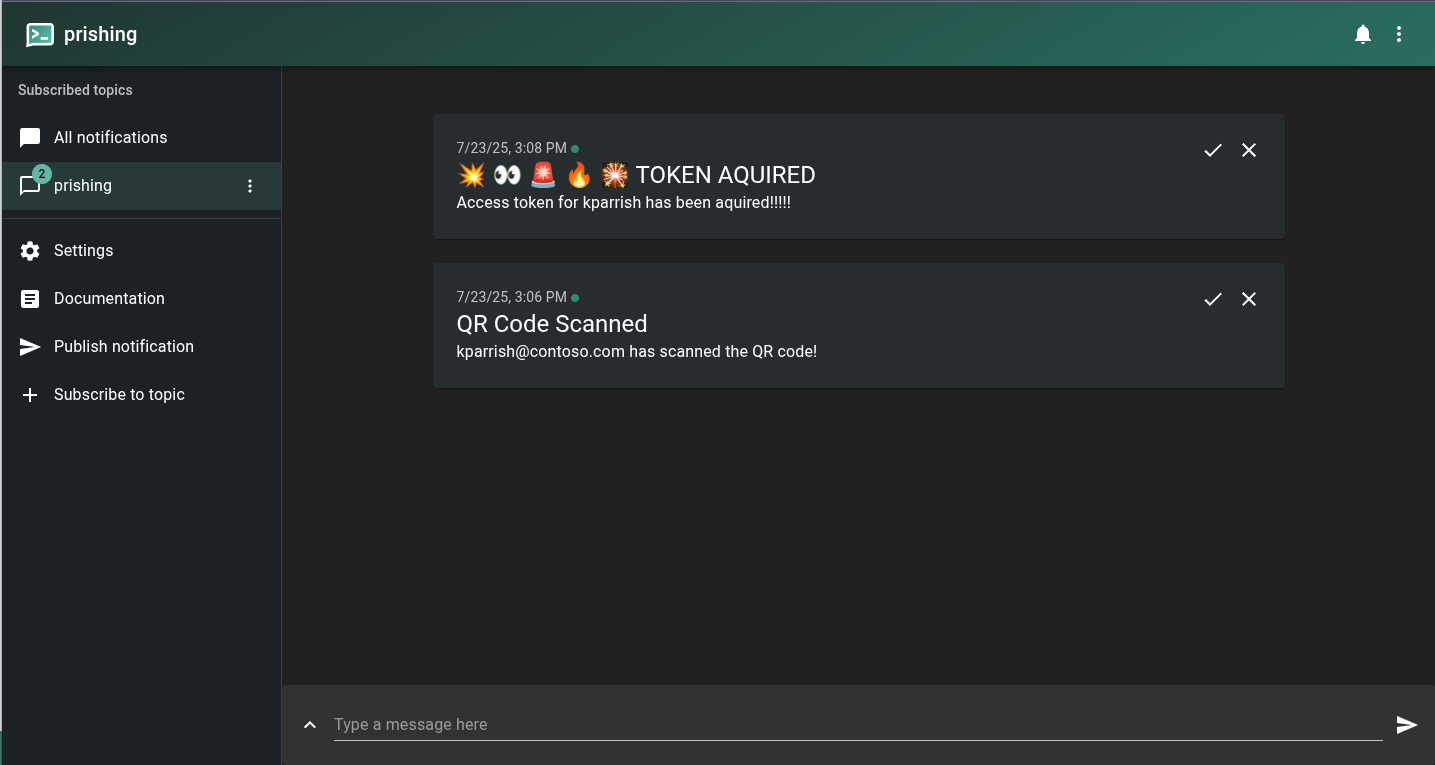 prishing
Subscribed topics
All notifications
2
prishing
Settings
Documentation
Publish notification
Subscribe to topic
7/23/25, 3:08 PM
💥 👀 🚨 🔥 🎇 TOKEN AQUIRED
Access token for kparrish has been aquired!!!!!
7/23/25, 3:06 PM
QR Code Scanned
kparrish@contoso.com has scanned the QR code!
Type a message here